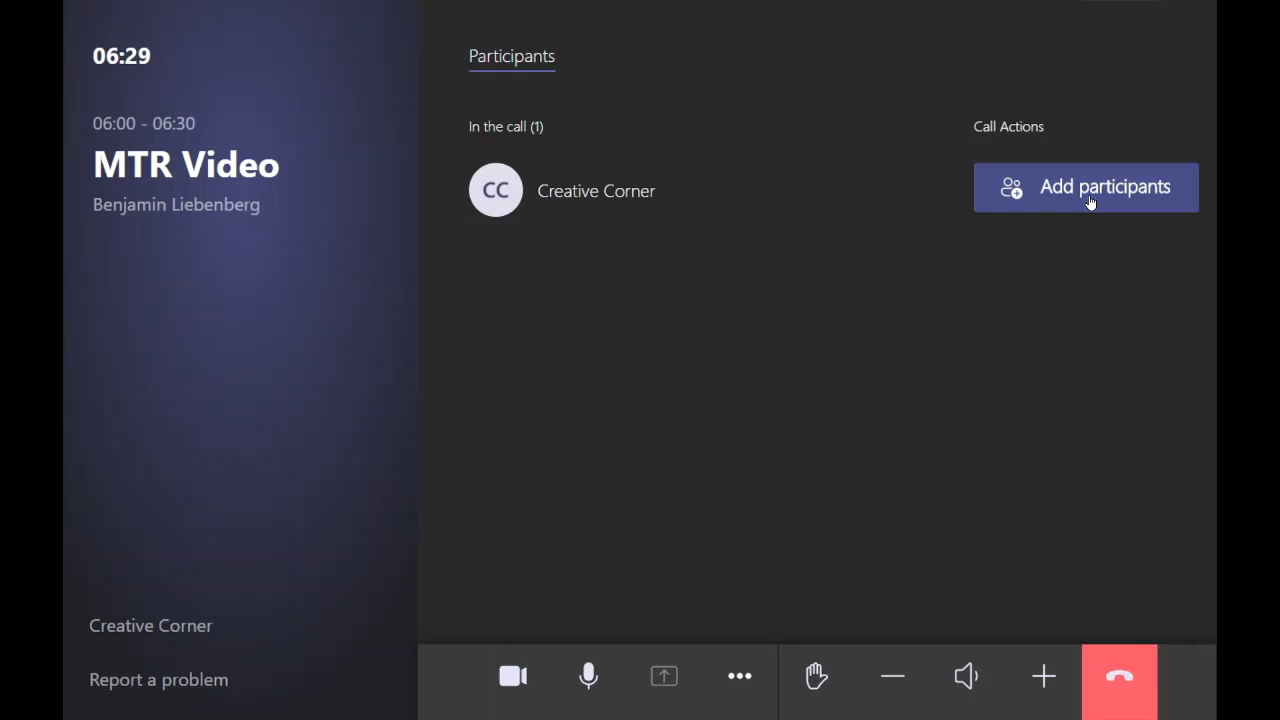 06:29
06:00 - 06:30
MTR Video
Benjamin Liebenberg
Creative Corner
Report a problem
Participants
In the call (1)
CC Creative Corner
Call Actions
Add participants